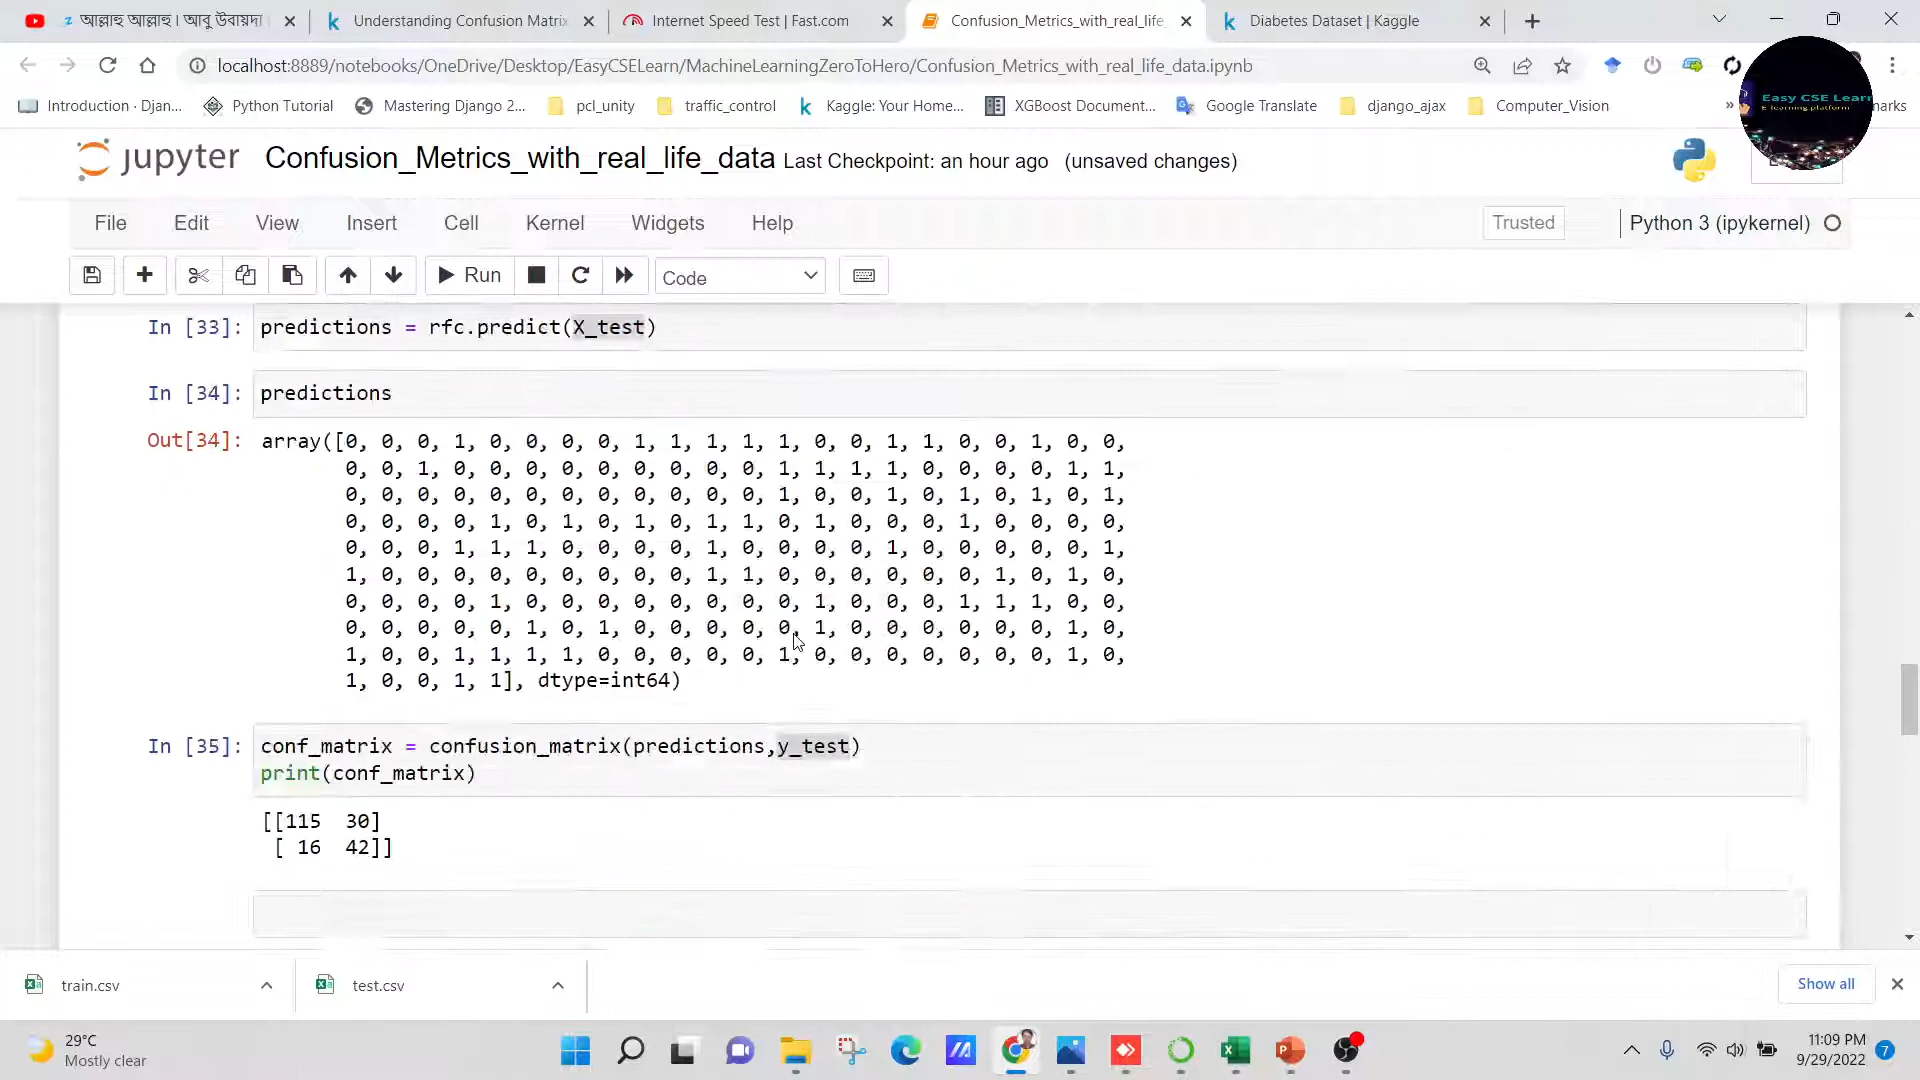 আল্লাহু আল্লাহু । আবু উবায়দা
Understanding Confusion Matrix
Internet Speed Test | Fast.com
Confusion_Metrics_with_real_life_
Diabetes Dataset | Kaggle
localhost:8889/notebooks/OneDrive/Desktop/EasyCSELearn/MachineLearningZeroToHero/Confusion_Metrics_with_real_life_data.ipynb
Introduction · Djan...
Python Tutorial
Mastering Django 2...
pcl_unity
traffic_control
Kaggle: Your Home...
XGBoost Document...
Google Translate
django_ajax
Computer_Vision
»
Easy CSE Learn
E learning platform
jupyter Confusion_Metrics_with_real_life_data Last Checkpoint: an hour ago (unsaved changes)
File Edit View Insert Cell Kernel Widgets Help
Trusted
Python 3 (ipykernel)
Run
Code
In [33]: predictions = rfc.predict(X_test)
In [34]: predictions
Out[34]: array([0, 0, 0, 1, 0, 0, 0, 0, 1, 1, 1, 1, 1, 0, 0, 1, 1, 0, 0, 1, 0, 0,
0, 0, 1, 0, 0, 0, 0, 0, 0, 0, 0, 0, 1, 1, 1, 1, 0, 0, 0, 0, 1, 1,
0, 0, 0, 0, 0, 0, 0, 0, 0, 0, 0, 0, 1, 0, 0, 1, 0, 1, 0, 1, 0, 1,
0, 0, 0, 0, 1, 0, 1, 0, 1, 0, 1, 1, 0, 1, 0, 0, 0, 1, 0, 0, 0, 0,
0, 0, 0, 1, 1, 1, 0, 0, 0, 0, 1, 0, 0, 0, 0, 1, 0, 0, 0, 0, 0, 1,
1, 0, 0, 0, 0, 0, 0, 0, 0, 0, 1, 1, 0, 0, 0, 0, 0, 0, 1, 0, 1, 0,
0, 0, 0, 0, 1, 0, 0, 0, 0, 0, 0, 0, 0, 1, 0, 0, 0, 1, 1, 1, 0, 0,
0, 0, 0, 0, 0, 1, 0, 1, 0, 0, 0, 0, 0, 1, 0, 0, 0, 0, 0, 0, 1, 0,
1, 0, 0, 1, 1, 1, 1, 0, 0, 0, 0, 0, 1, 0, 0, 0, 0, 0, 0, 0, 1, 0,
1, 0, 0, 1, 1], dtype=int64)
In [35]: conf_matrix = confusion_matrix(predictions,y_test)
print(conf_matrix)
[[115 30]
[ 16 42]]
train.csv
test.csv
Show all
29°C
Mostly clear
11:09 PM
9/29/2022
7